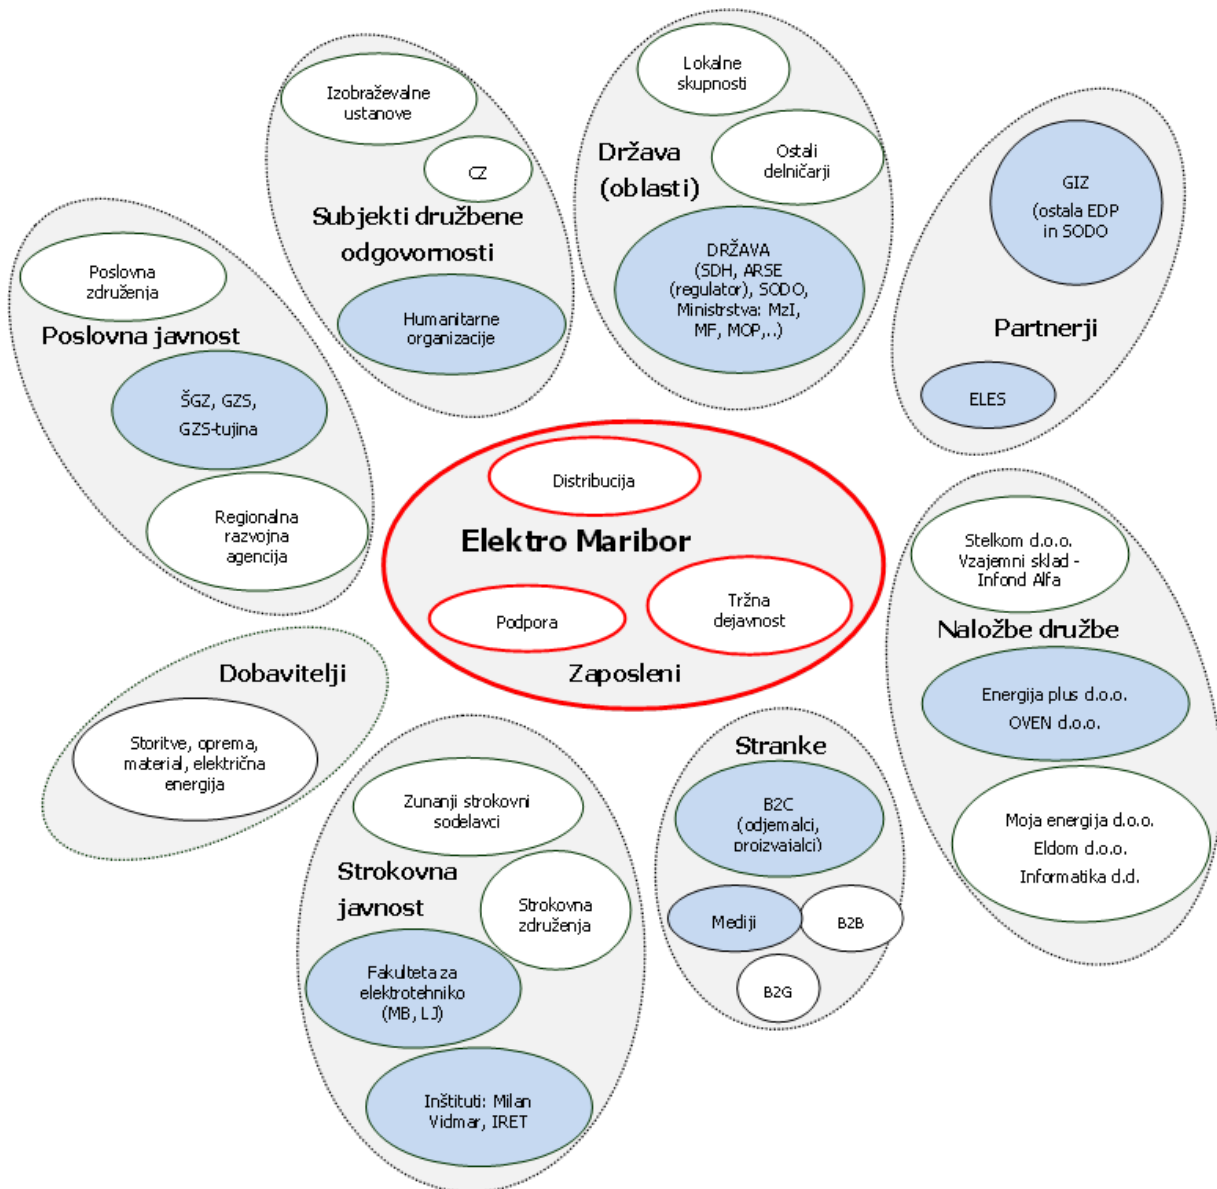 Lokalne
skupnosti
Ostali
delničarji
Država
(oblasti)
DRŽAVA
(SDH, ARSE
(regulator), SODO,
Ministrstva: MzI,
MF, MOP,..)
Izobraževalne
ustanove
CZ
Subjekti družbene
odgovornosti
Humanitarne
organizacije
GIZ
(ostala EDP
in SODO
Partnerji
ELES
Poslovna
združenja
Poslovna javnost
ŠGZ, GZS,
GZS-tujina
Regionalna
razvojna
agencija
Distribucija
Elektro Maribor
Podpora
Tržna
dejavnost
Zaposleni
Stelkom d.o.o.
Vzajemni sklad -
Infond Alfa
Naložbe družbe
Energija plus d.o.o.
OVEN d.o.o.
Moja energija d.o.o.
Eldom d.o.o.
Informatika d.d.
Dobavitelji
Storitve, oprema,
material, električna
energija
Zunanji strokovni
sodelavci
Strokovna
javnost
Strokovna
združenja
Fakulteta za
elektrotehniko
(MB, LJ)
Inštituti: Milan
Vidmar, IRET
Stranke
B2C
(odjemalci,
proizvajalci)
Mediji
B2B
B2G